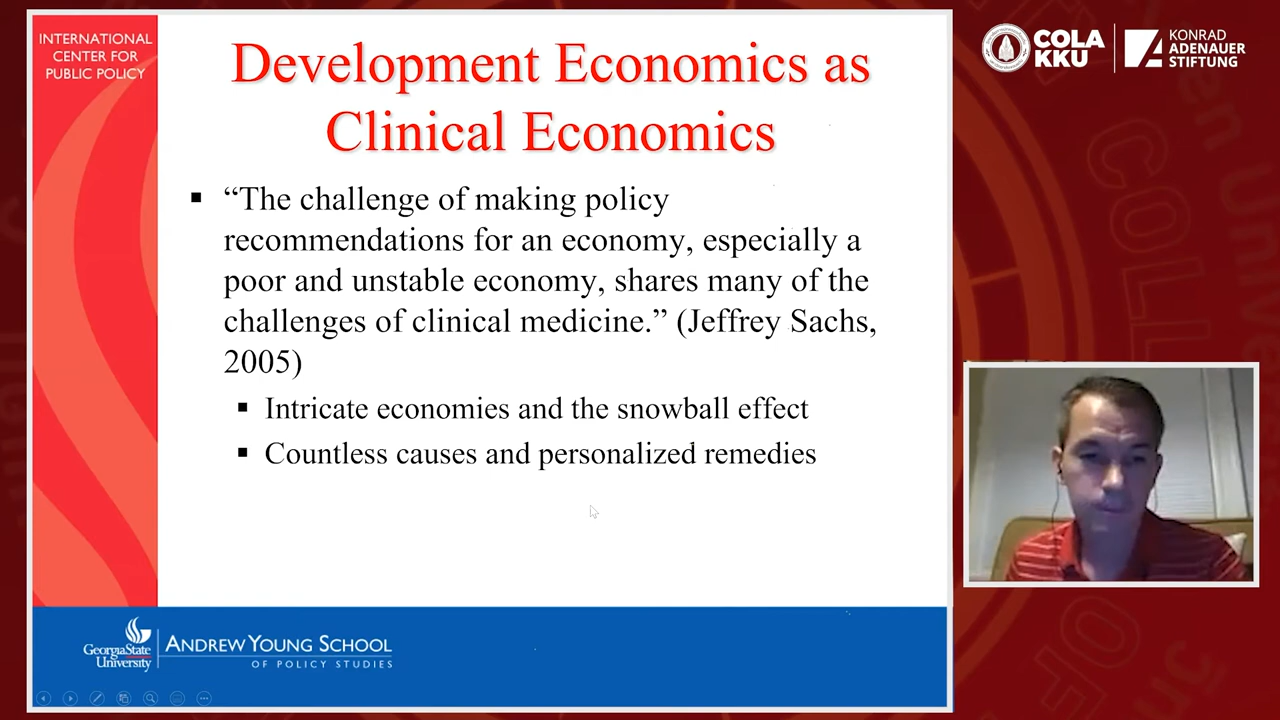 INTERNATIONAL
CENTER FOR
PUBLIC POLICY
Development Economics as
Clinical Economics
“The challenge of making policy
recommendations for an economy, especially a
poor and unstable economy, shares many of the
challenges of clinical medicine.” (Jeffrey Sachs,
2005)
Intricate economies and the snowball effect
Countless causes and personalized remedies
GeorgiaState
University
ANDREW YOUNG SCHOOL
OF POLICY STUDIES
COLA
KKU
KONRAD
ADENAUER
STIFTUNG
COLL
OF